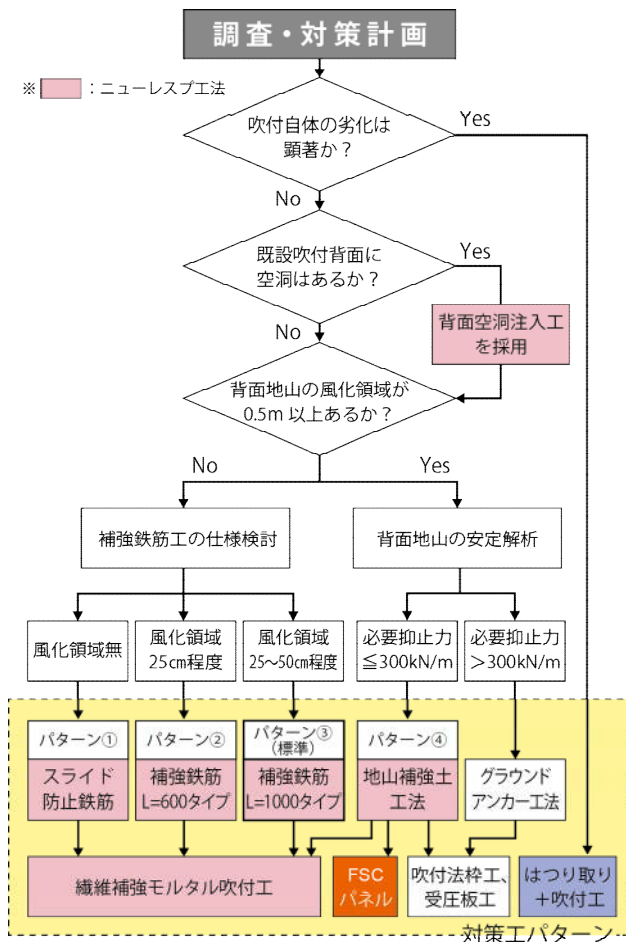 調査・対策計画
※ ：ニューレスプ工法
吹付自体の劣化は
顕著か？
Yes
No
既設吹付背面に
空洞はあるか？
Yes
No
背面空洞注入工
を採用
背面地山の風化領域が
0.5m 以上あるか？
No
Yes
補強鉄筋工の仕様検討
背面地山の安定解析
風化領域無
風化領域
25㎝程度
風化領域
25～50㎝程度
必要抑止力
≦300kN/m
必要抑止力
＞300kN/m
パターン①
スライド
防止鉄筋
パターン②
補強鉄筋
L=600タイプ
パターン③
(標準)
補強鉄筋
L=1000タイプ
パターン④
地山補強土
工法
グラウンド
アンカー工法
繊維補強モルタル吹付工
FSC
パネル
吹付法枠工、
受圧板工
はつり取り
＋吹付工
対策工パターン